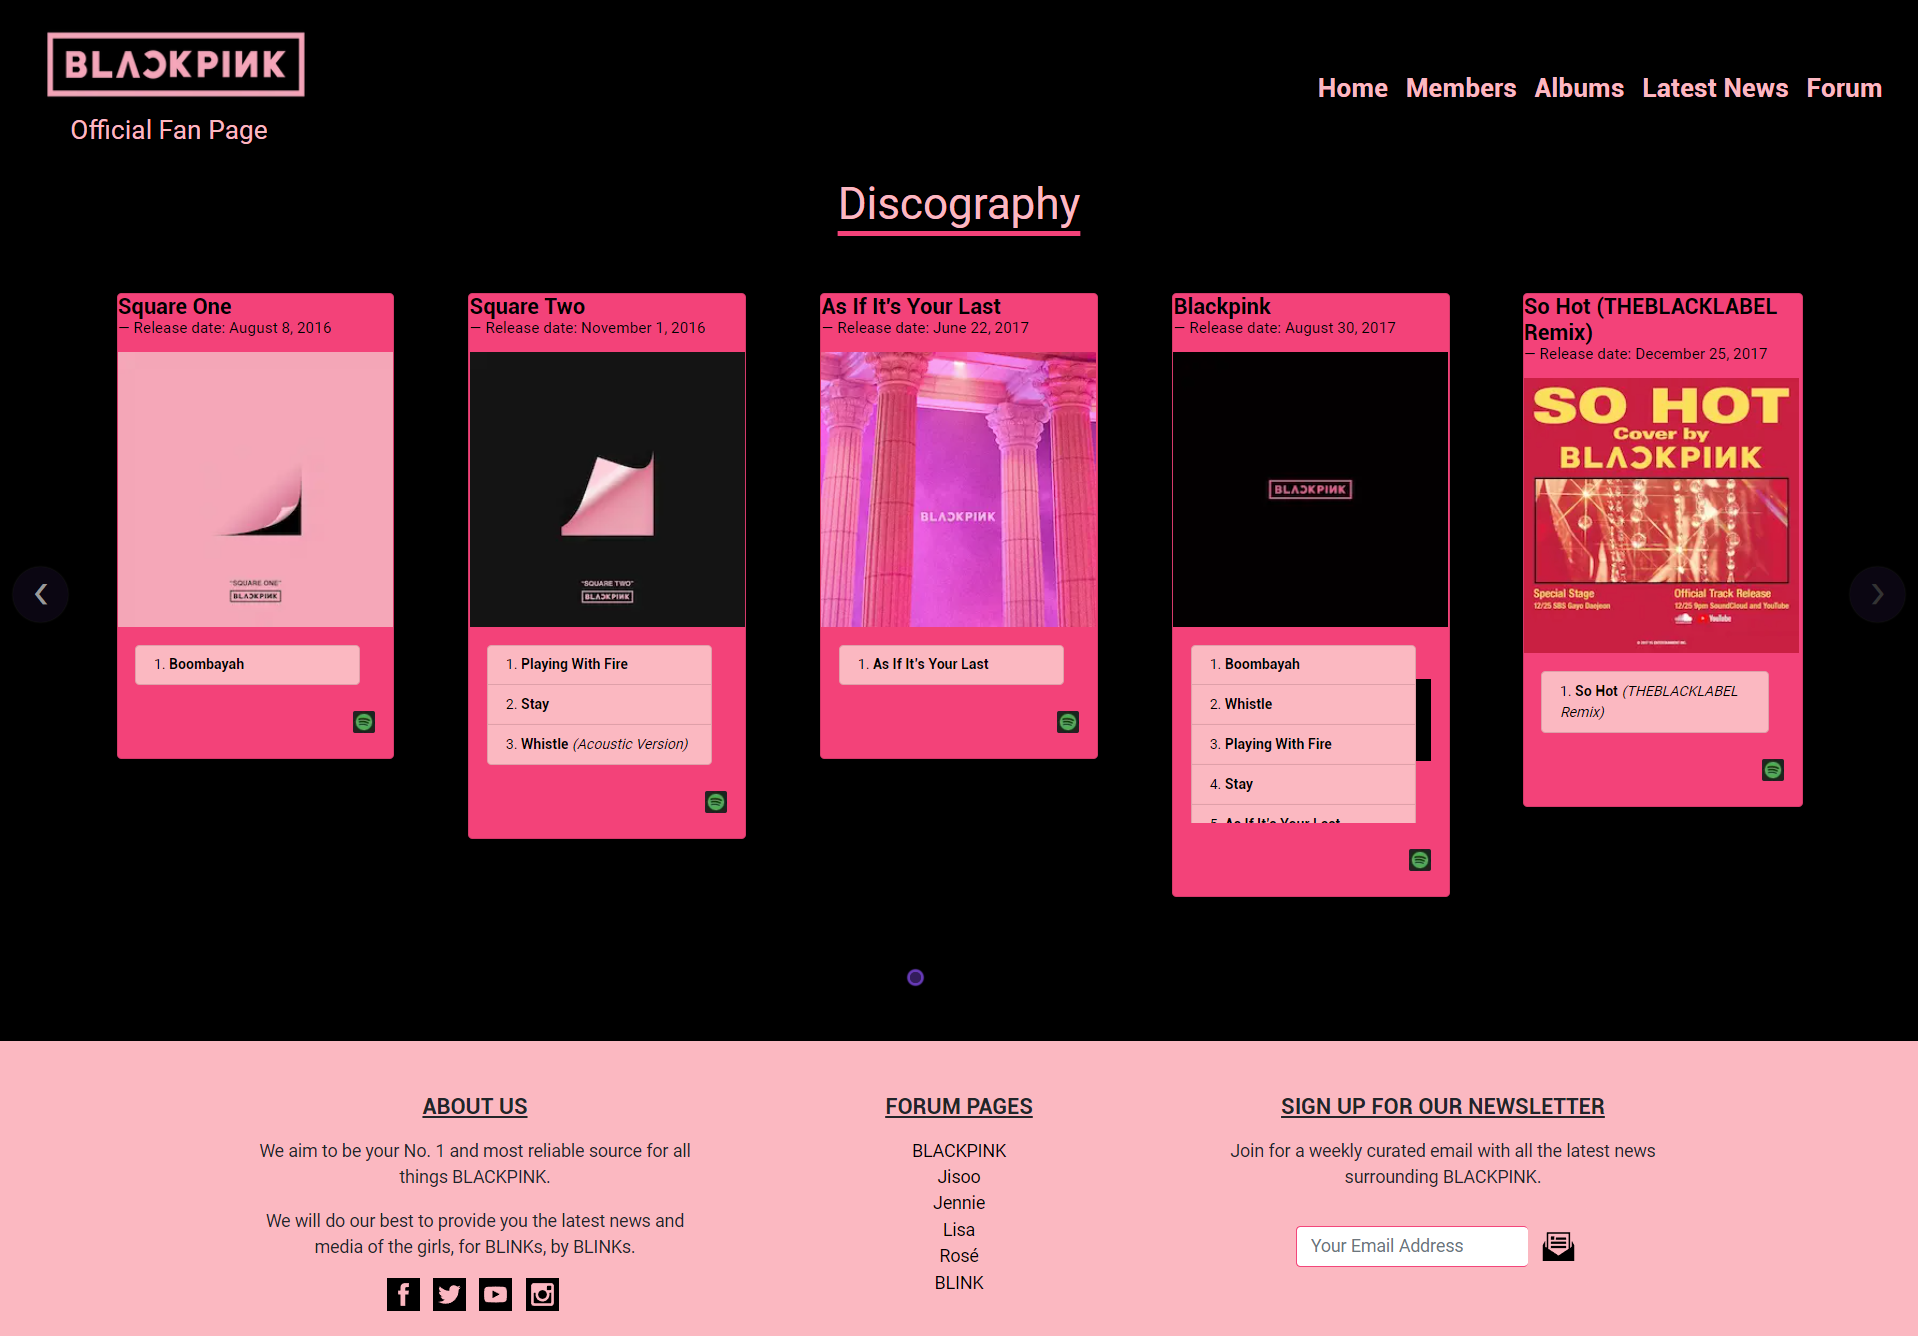 BLACKPINK
Official Fan Page
Home Members Albums Latest News Forum
Discography
Square One
— Release date: August 8, 2016
"SQUARE ONE"
BLACKPINK
1. Boombayah
Square Two
— Release date: November 1, 2016
"SQUARE TWO"
BLACKPINK
1. Playing With Fire
2. Stay
3. Whistle (Acoustic Version)
As If It's Your Last
— Release date: June 22, 2017
BLACKPINK
1. As If It's Your Last
Blackpink
— Release date: August 30, 2017
BLACKPINK
1. Boombayah
2. Whistle
3. Playing With Fire
4. Stay
5. As If It's Your Last
So Hot (THEBLACKLABEL
Remix)
— Release date: December 25, 2017
SO HOT
Cover by
BLACKPINK
Special Stage
12/25 SBS Gayo Daejeun
Official Track Release
12/25 9pm SoundCloud and YouTube
YouTube
1. So Hot (THEBLACKLABEL
Remix)
ABOUT US
We aim to be your No. 1 and most reliable source for all
things BLACKPINK.
We will do our best to provide you the latest news and
media of the girls, for BLINKs, by BLINKs.
FORUM PAGES
BLACKPINK
Jisoo
Jennie
Lisa
Rosé
BLINK
SIGN UP FOR OUR NEWSLETTER
Join for a weekly curated email with all the latest news
surrounding BLACKPINK.
Your Email Address